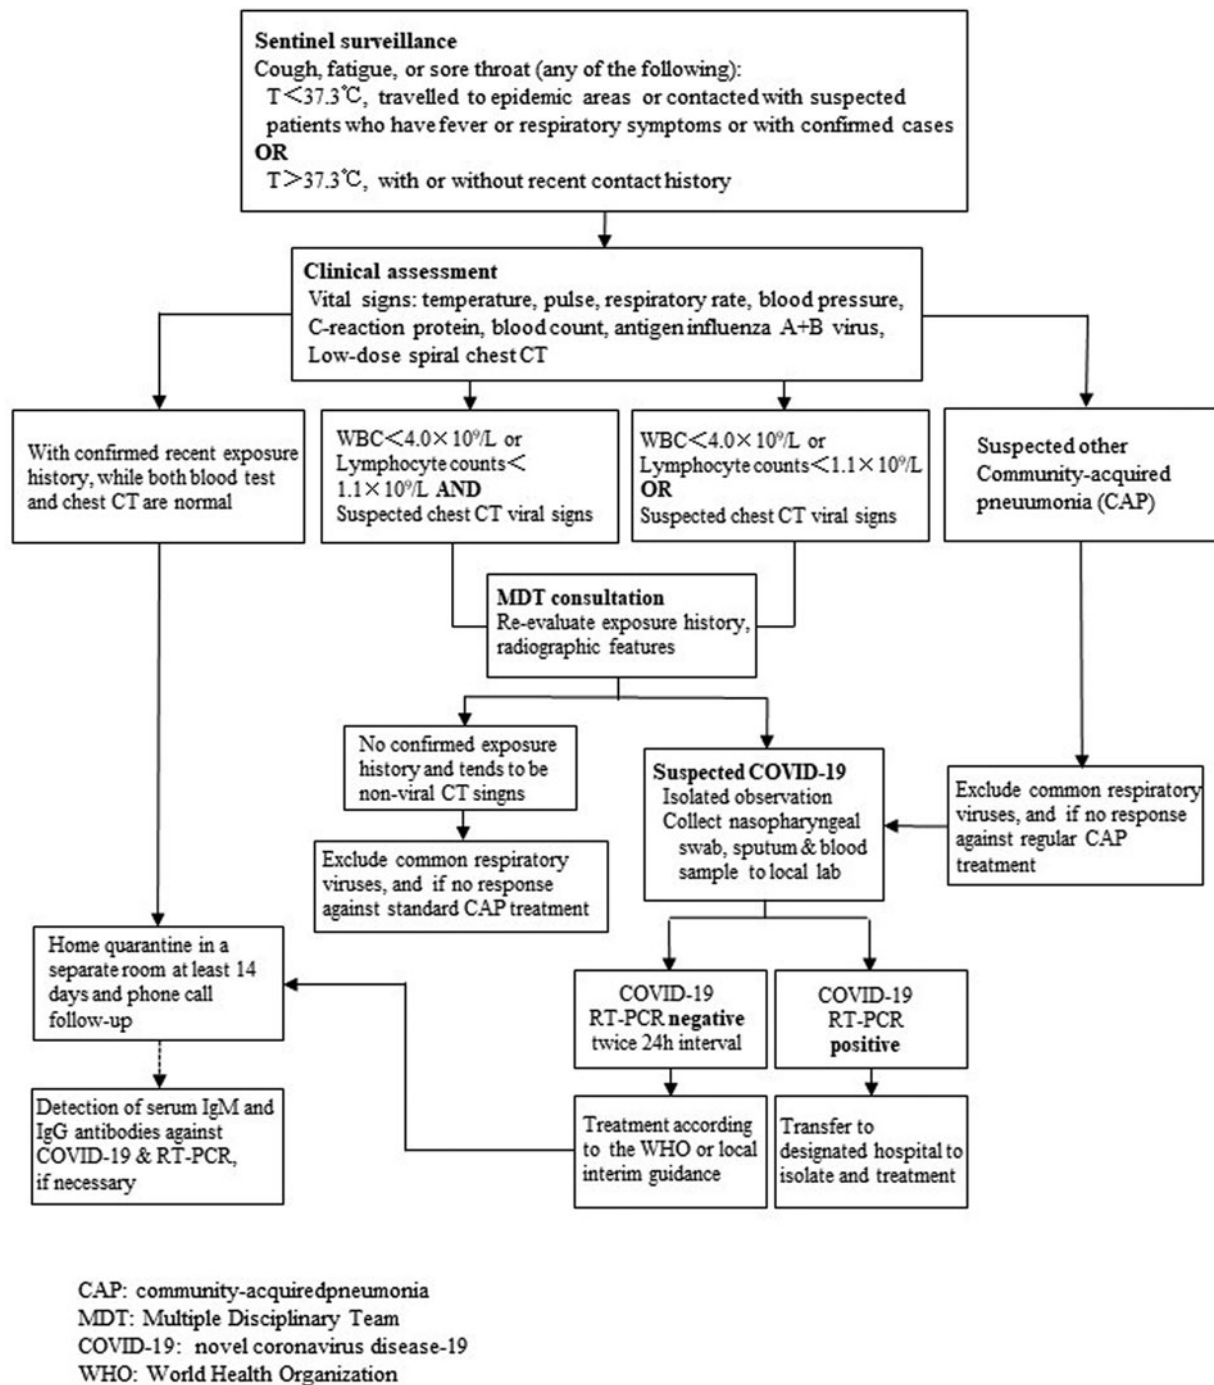 Sentinel surveillance
Cough, fatigue, or sore throat (any of the following):
T<37.3℃, travelled to epidemic areas or contacted with suspected
patients who have fever or respiratory symptoms or with confirmed cases
OR
T>37.3℃, with or without recent contact history
Clinical assessment
Vital signs: temperature, pulse, respiratory rate, blood pressure,
C-reaction protein, blood count, antigen influenza A+B virus,
Low-dose spiral chest CT
With confirmed recent exposure
history, while both blood test
and chest CT are normal
WBC<4.0×10⁹/L or
Lymphocyte counts<
1.1×10⁹/L AND
Suspected chest CT viral signs
WBC<4.0×10⁹/L or
Lymphocyte counts<1.1×10⁹/L
OR
Suspected chest CT viral signs
Suspected other
Community-acquired
pneuumonia (CAP)
MDT consultation
Re-evaluate exposure history,
radiographic features
No confirmed exposure
history and tends to be
non-viral CT singns
Suspected COVID-19
Isolated observation
Collect nasopharyngeal
swab, sputum & blood
sample to local lab
Exclude common respiratory
viruses, and if no response
against regular CAP
treatment
Exclude common respiratory
viruses, and if no response
against standard CAP treatment
Home quarantine in a
separate room at least 14
days and phone call
follow-up
COVID-19
RT-PCR negative
twice 24h interval
COVID-19
RT-PCR
positive
Detection of serum IgM and
IgG antibodies against
COVID-19 & RT-PCR,
if necessary
Treatment according
to the WHO or local
interim guidance
Transfer to
designated hospital to
isolate and treatment
CAP: community-acquiredpneumonia
MDT: Multiple Disciplinary Team
COVID-19: novel coronavirus disease-19
WHO: World Health Organization